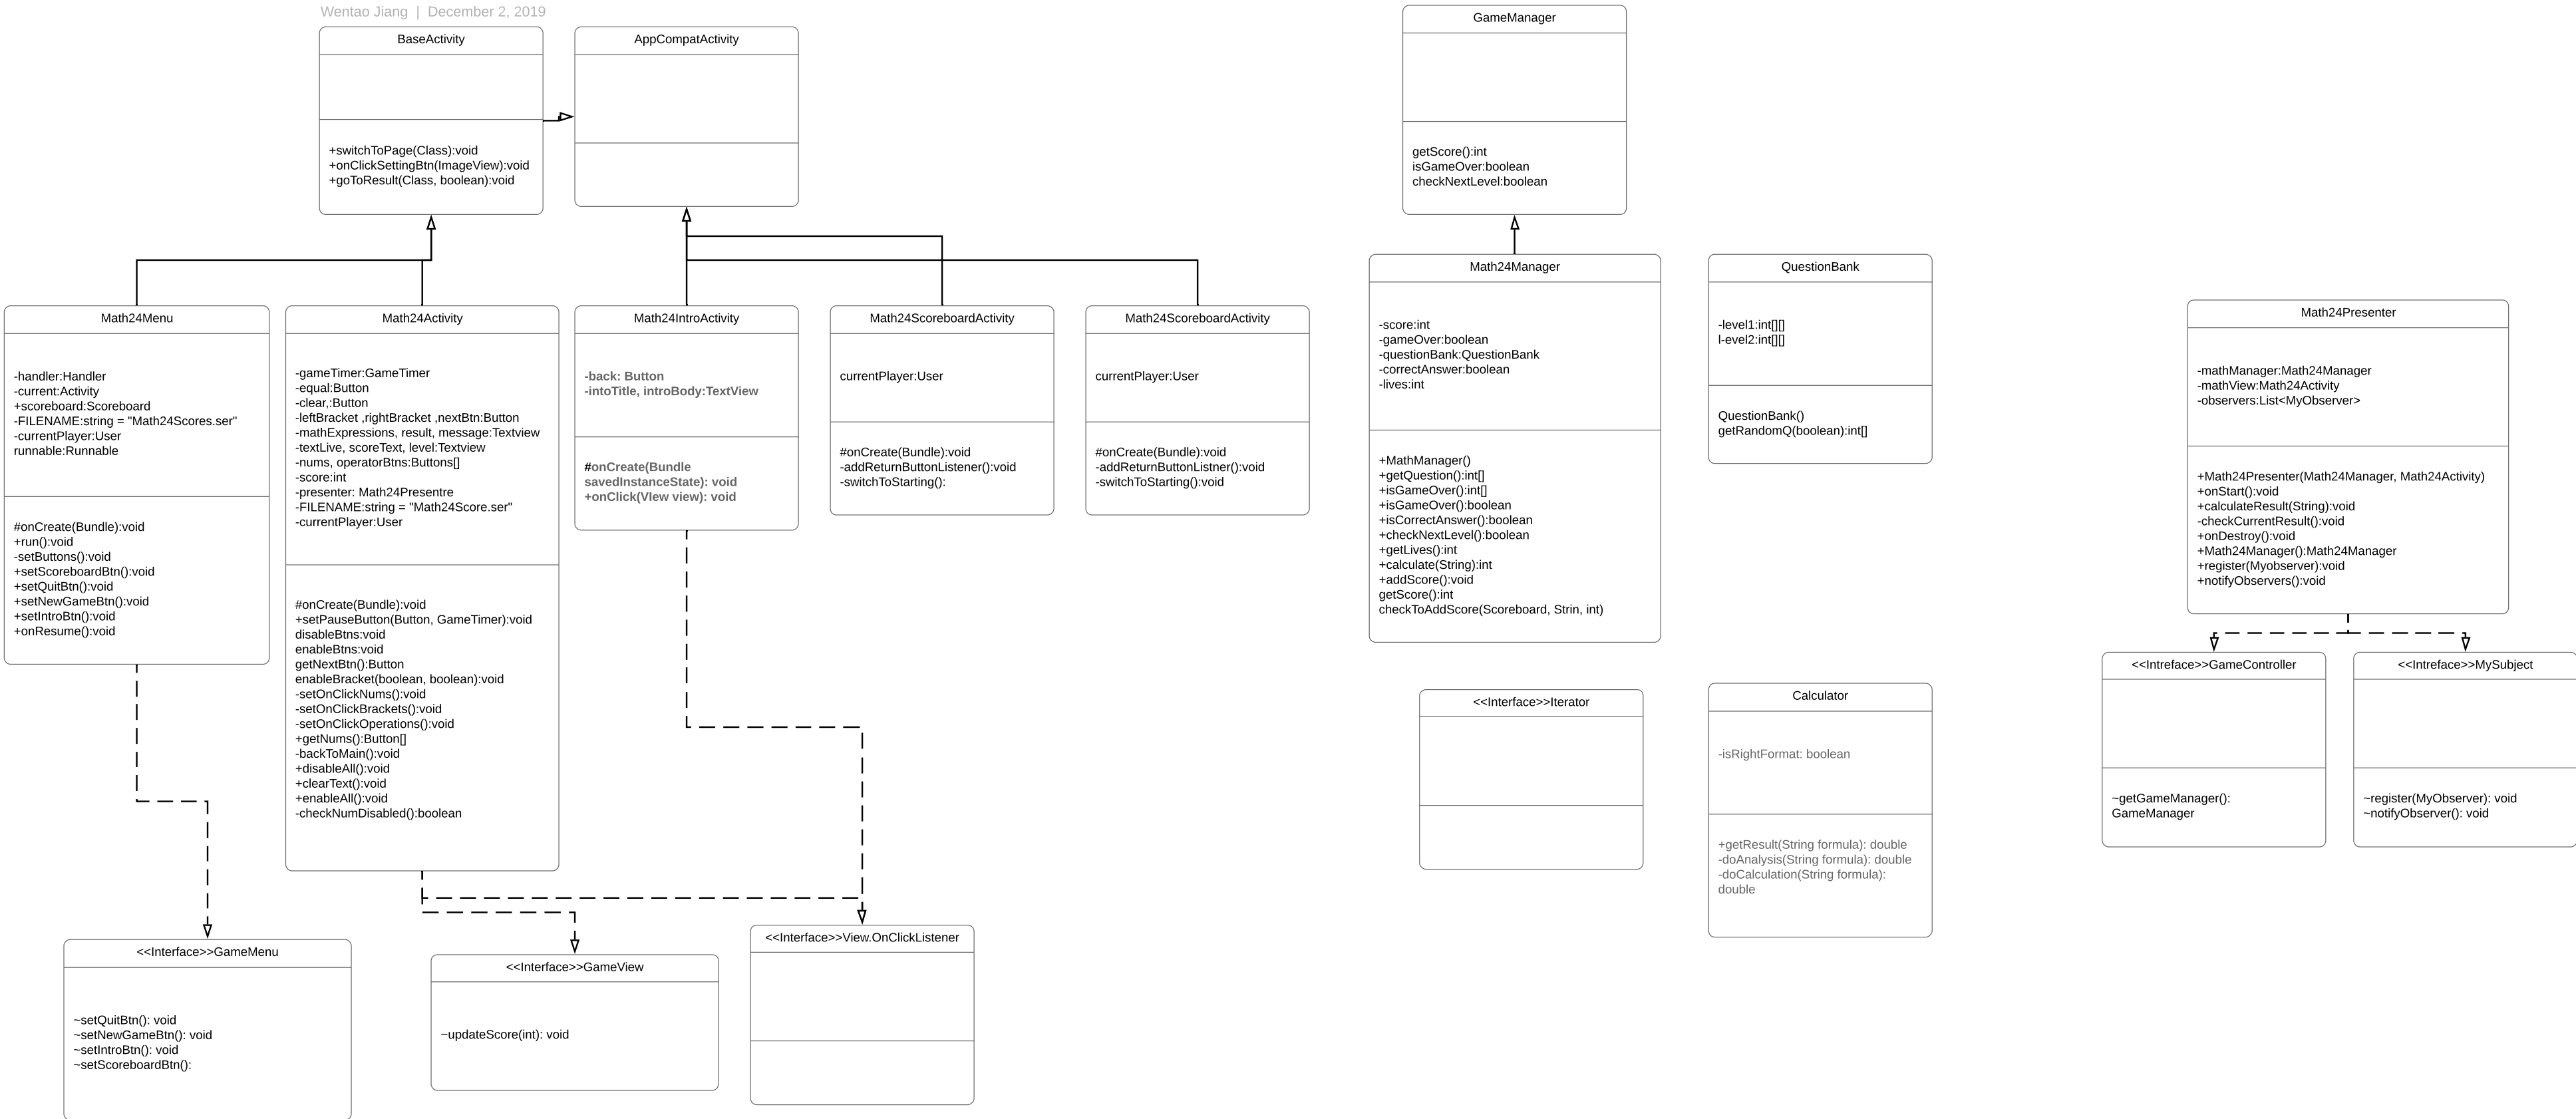 Wentao Jiang | December 2, 2019
BaseActivity
+switchToPage(Class):void
+onClickSettingBtn(ImageView):void
+goToResult(Class, boolean):void
AppCompatActivity
GameManager
getScore():int
isGameOver:boolean
checkNextLevel:boolean
Math24Menu
-handler:Handler
-current:Activity
+scoreboard:Scoreboard
-FILENAME:string = "Math24Scores.ser"
-currentPlayer:User
runnable:Runnable
#onCreate(Bundle):void
+run():void
-setButtons():void
+setScoreboardBtn():void
+setQuitBtn():void
+setNewGameBtn():void
+setIntroBtn():void
+onResume():void
Math24Activity
-gameTimer:GameTimer
-equal:Button
-clear,:Button
-leftBracket ,rightBracket ,nextBtn:Button
-mathExpressions, result, message:Textview
-textLive, scoreText, level:Textview
-nums, operatorBtns:Buttons[]
-score:int
-presenter: Math24Presentre
-FILENAME:string = "Math24Score.ser"
-currentPlayer:User
#onCreate(Bundle):void
+setPauseButton(Button, GameTimer):void
disableBtns:void
enableBtns:void
getNextBtn():Button
enableBracket(boolean, boolean):void
-setOnClickNums():void
-setOnClickBrackets():void
-setOnClickOperations():void
+getNums():Button[]
-backToMain():void
+disableAll():void
+clearText():void
+enableAll():void
-checkNumDisabled():boolean
Math24IntroActivity
-back: Button
-intoTitle, introBody:TextView
#onCreate(Bundle
savedInstanceState): void
+onClick(VIew view): void
Math24ScoreboardActivity
currentPlayer:User
#onCreate(Bundle):void
-addReturnButtonListener():void
-switchToStarting():
Math24ScoreboardActivity
currentPlayer:User
#onCreate(Bundle):void
-addReturnButtonListner():void
-switchToStarting():void
Math24Manager
-score:int
-gameOver:boolean
-questionBank:QuestionBank
-correctAnswer:boolean
-lives:int
+MathManager()
+getQuestion():int[]
+isGameOver():int[]
+isGameOver():boolean
+isCorrectAnswer():boolean
+checkNextLevel():boolean
+getLives():int
+calculate(String):int
+addScore():void
getScore():int
checkToAddScore(Scoreboard, Strin, int)
QuestionBank
-level1:int[][]
l-evel2:int[][]
QuestionBank()
getRandomQ(boolean):int[]
Math24Presenter
-mathManager:Math24Manager
-mathView:Math24Activity
-observers:List<MyObserver>
+Math24Presenter(Math24Manager, Math24Activity)
+onStart():void
+calculateResult(String):void
-checkCurrentResult():void
+onDestroy():void
+Math24Manager():Math24Manager
+register(Myobserver):void
+notifyObservers():void
<<Interface>>GameMenu
~setQuitBtn(): void
~setNewGameBtn(): void
~setIntroBtn(): void
~setScoreboardBtn():
<<Interface>>GameView
~updateScore(int): void
<<Interface>>View.OnClickListener
<<Interface>>Iterator
Calculator
-isRightFormat: boolean
+getResult(String formula): double
-doAnalysis(String formula): double
-doCalculation(String formula):
double
<<Intreface>>GameController
~getGameManager():
GameManager
<<Intreface>>MySubject
~register(MyObserver): void
~notifyObserver(): void